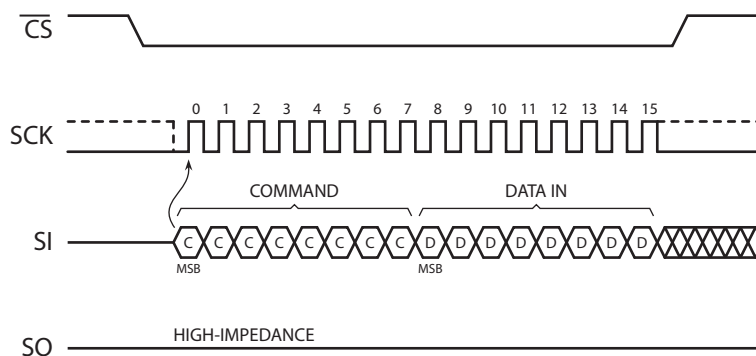 CS
0 1 2 3 4 5 6 7 8 9 10 11 12 13 14 15
SCK
COMMAND DATA IN
SI C C C C C C C C D D D D D D D D
MSB MSB
HIGH-IMPEDANCE
SO